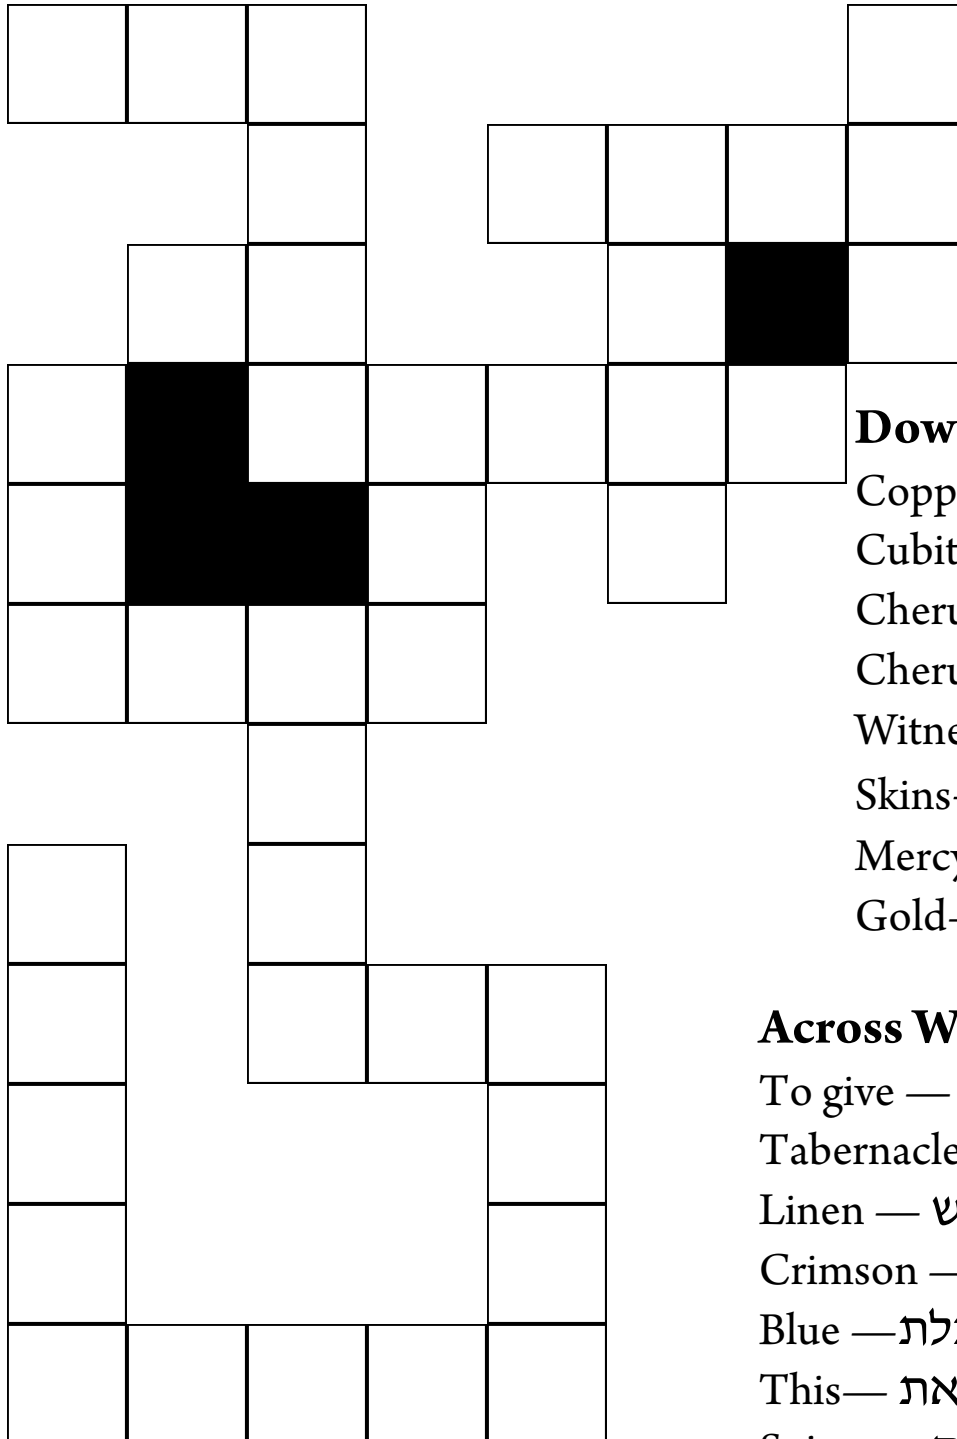 Dow
Copp
Cubit
Cheru
Cheru
Witne
Skins-
Mercy
Gold-
Across W
To give —
Tabernacle
Linen — ש
Crimson —
Blue —לת
This— את